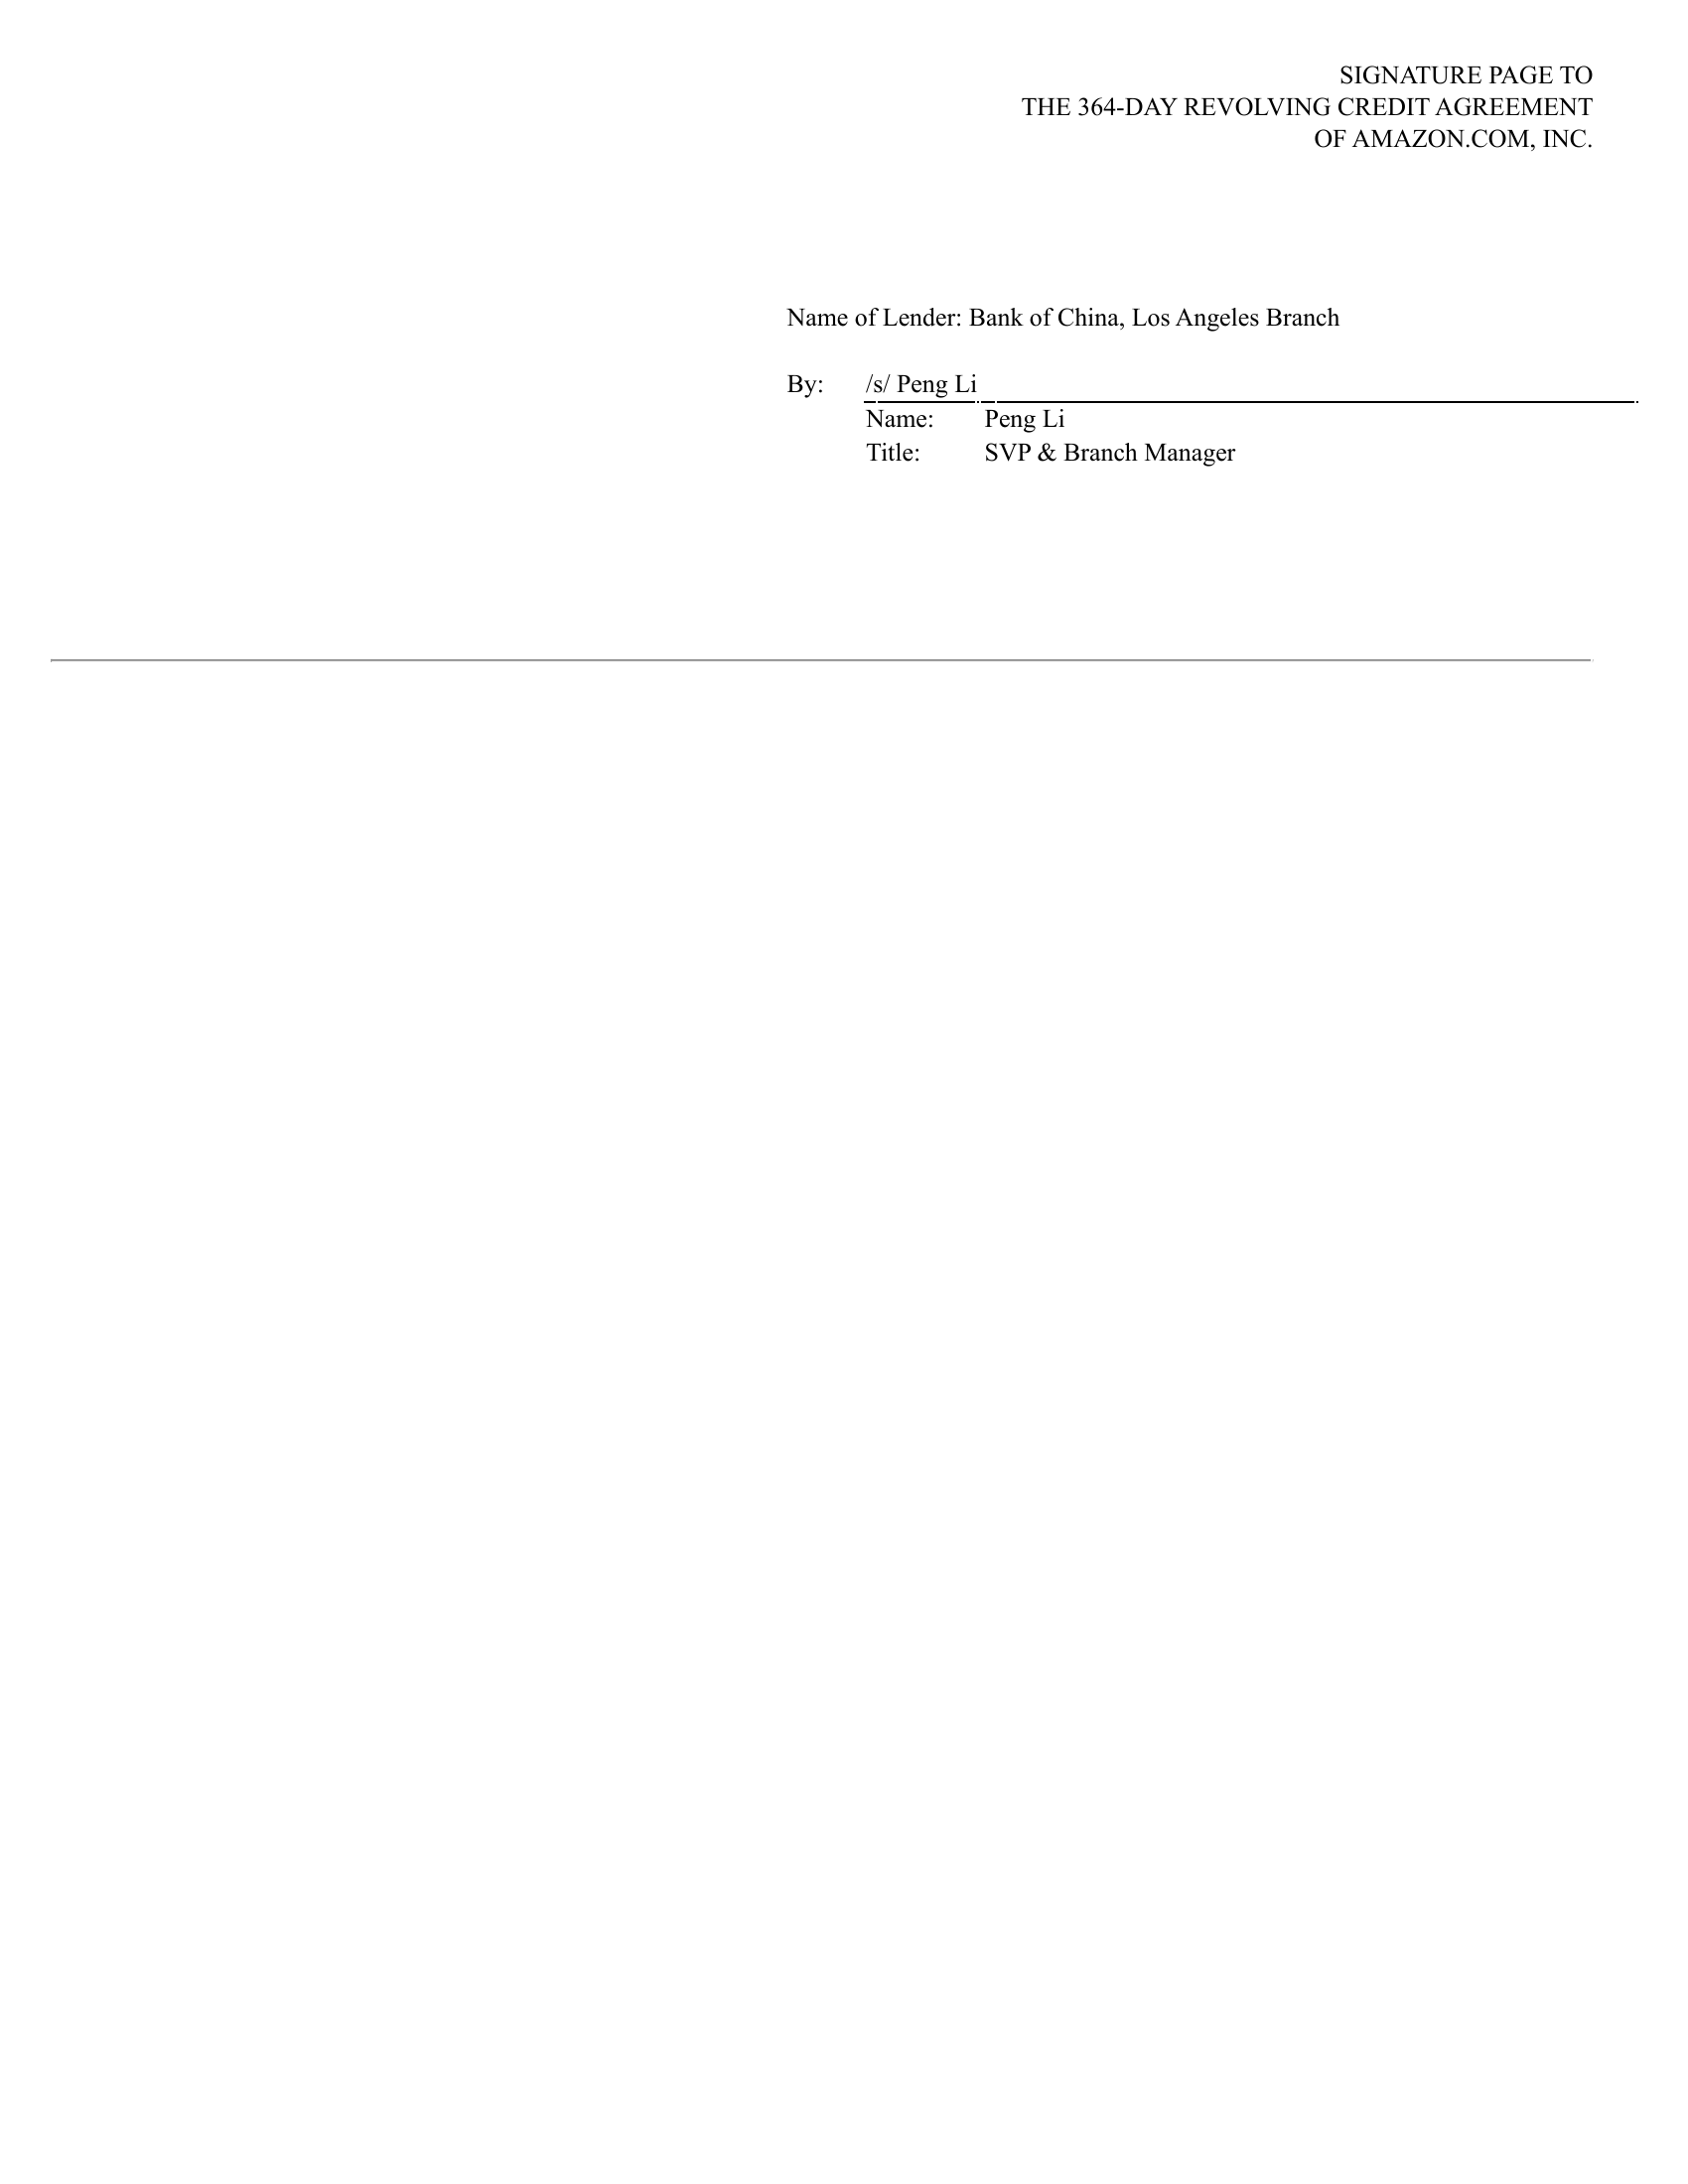 SIGNATURE PAGE TO
THE 364-DAY REVOLVING CREDIT AGREEMENT
OF AMAZON.COM, INC.
Name of Lender: Bank of China, Los Angeles Branch
By: /s/ Peng Li
Name: Peng Li
Title: SVP & Branch Manager